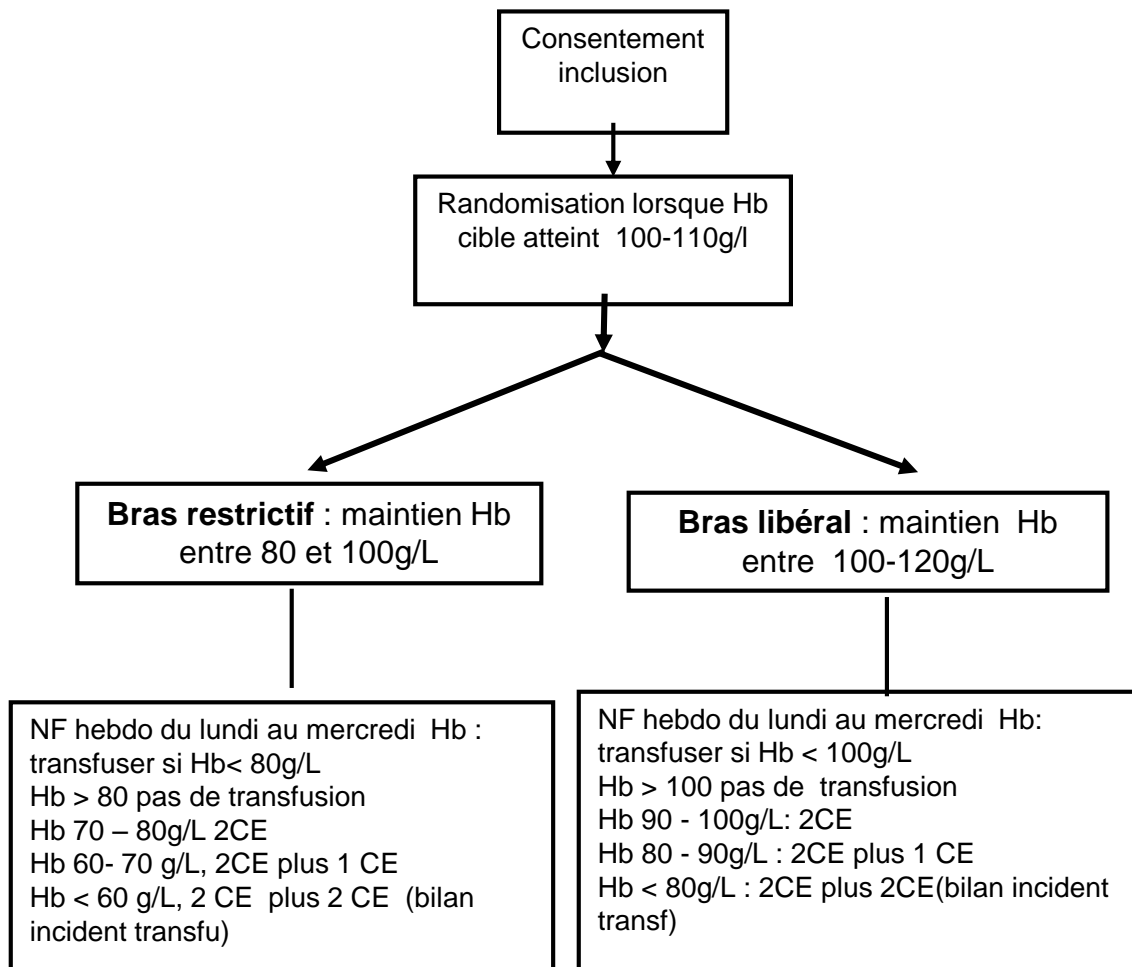 Consentement
inclusion
Randomisation lorsque Hb
cible atteint 100-110g/l
Bras restrictif : maintien Hb
entre 80 et 100g/L
Bras libéral : maintien Hb
entre 100-120g/L
NF hebdo du lundi au mercredi Hb :
transfuser si Hb< 80g/L
Hb > 80 pas de transfusion
Hb 70 – 80g/L 2CE
Hb 60- 70 g/L, 2CE plus 1 CE
Hb < 60 g/L, 2 CE plus 2 CE (bilan
incident transfu)
NF hebdo du lundi au mercredi Hb:
transfuser si Hb < 100g/L
Hb > 100 pas de transfusion
Hb 90 - 100g/L: 2CE
Hb 80 - 90g/L : 2CE plus 1 CE
Hb < 80g/L : 2CE plus 2CE(bilan incident
transf)